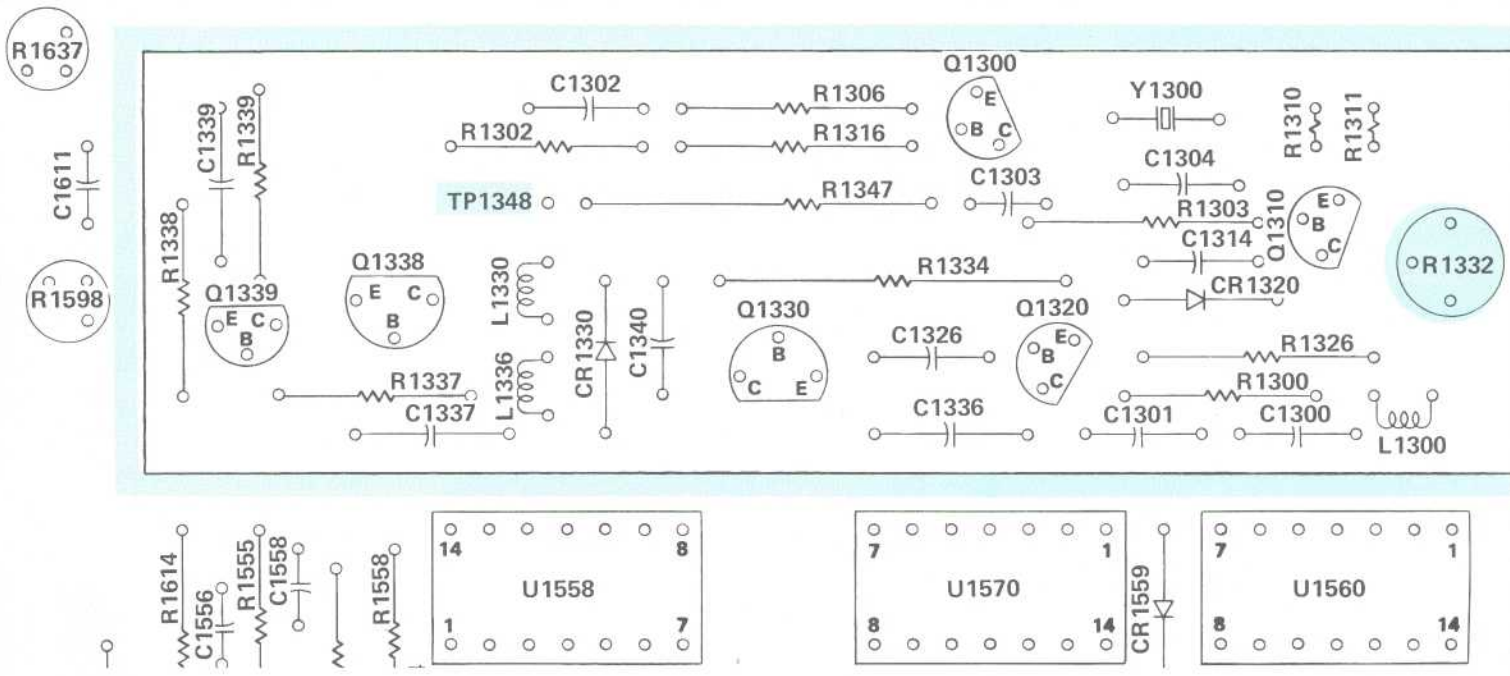 R1637
Q1300
C1302
R1306
Y1300
E
B
C
R1310
R1311
C1339
R1339
R1302
R1316
C1304
C1611
TP1348
R1347
C1303
R1303
Q1310
E
B
C
R1338
C1314
R1332
Q1338
R1334
CR1320
R1598
Q1339
E
C
B
E
C
B
L1330
CR1330
C1340
Q1330
B
C
E
C1326
Q1320
E
B
C
R1326
R1337
L1336
R1300
C1337
C1336
C1301
C1300
L1300
R1614
C1556
R1555
C1558
R1558
14
8
U1558
1
7
7
1
U1570
8
14
CR1559
7
1
U1560
8
14